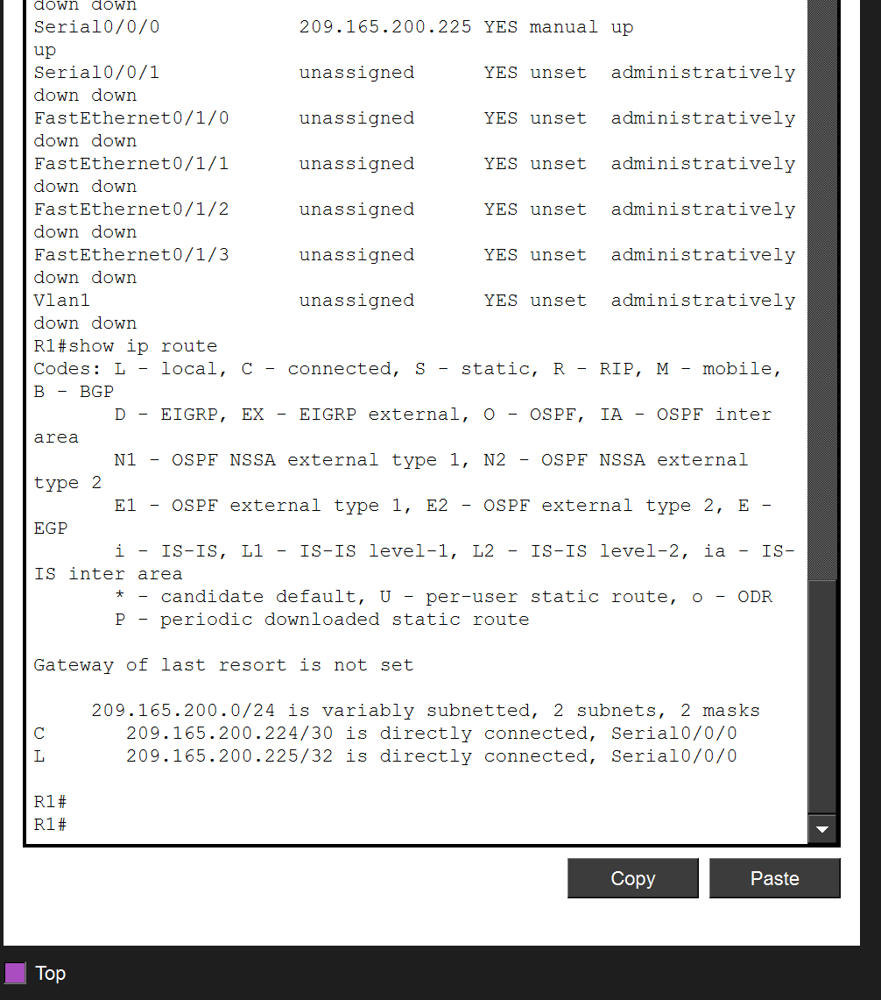 down down
Serial0/0/0            209.165.200.225 YES manual up
up
Serial0/0/1            unassigned      YES unset  administratively
down down
FastEthernet0/1/0      unassigned      YES unset  administratively
down down
FastEthernet0/1/1      unassigned      YES unset  administratively
down down
FastEthernet0/1/2      unassigned      YES unset  administratively
down down
FastEthernet0/1/3      unassigned      YES unset  administratively
down down
Vlan1                  unassigned      YES unset  administratively
down down
R1#show ip route
Codes: L - local, C - connected, S - static, R - RIP, M - mobile,
B - BGP
       D - EIGRP, EX - EIGRP external, O - OSPF, IA - OSPF inter
area
       N1 - OSPF NSSA external type 1, N2 - OSPF NSSA external
type 2
       E1 - OSPF external type 1, E2 - OSPF external type 2, E -
EGP
       i - IS-IS, L1 - IS-IS level-1, L2 - IS-IS level-2, ia - IS-
IS inter area
       * - candidate default, U - per-user static route, o - ODR
       P - periodic downloaded static route

Gateway of last resort is not set

     209.165.200.0/24 is variably subnetted, 2 subnets, 2 masks
C       209.165.200.224/30 is directly connected, Serial0/0/0
L       209.165.200.225/32 is directly connected, Serial0/0/0

R1#
R1#
Copy
Paste
Top